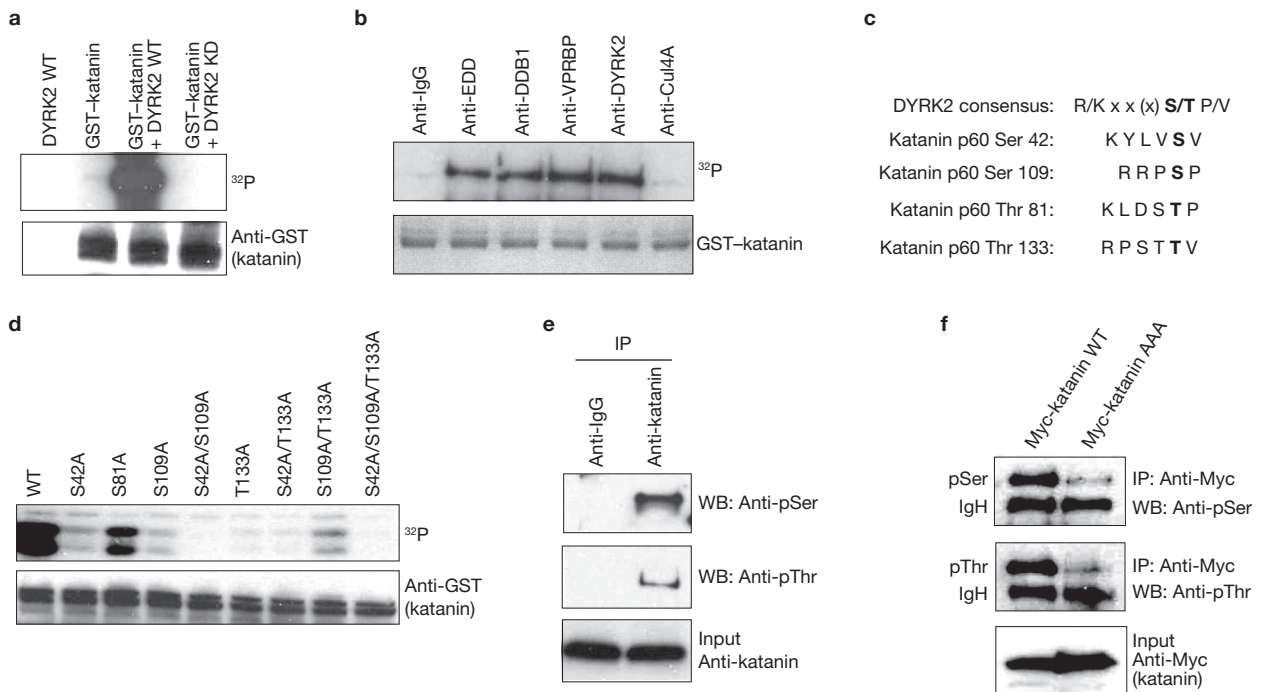 a
DYRK2 WT
GST–katanin
GST–katanin
+ DYRK2 WT
GST–katanin
+ DYRK2 KD
32P
Anti-GST
(katanin)
b
Anti-IgG
Anti-EDD
Anti-DDB1
Anti-VPRBP
Anti-DYRK2
Anti-Cul4A
32P
GST–katanin
c
DYRK2 consensus: R/K x x (x) S/T P/V
Katanin p60 Ser 42: K Y L V S V
Katanin p60 Ser 109: R R P S P
Katanin p60 Thr 81: K L D S T P
Katanin p60 Thr 133: R P S T T V
d
WT
S42A
S81A
S109A
S42A/S109A
T133A
S42A/T133A
S109A/T133A
S42A/S109A/T133A
32P
Anti-GST
(katanin)
e
IP
Anti-IgG
Anti-katanin
WB: Anti-pSer
WB: Anti-pThr
Input
Anti-katanin
f
Myc-katanin WT
Myc-katanin AAA
pSer
IgH
IP: Anti-Myc
WB: Anti-pSer
pThr
IgH
IP: Anti-Myc
WB: Anti-pThr
Input
Anti-Myc
(katanin)